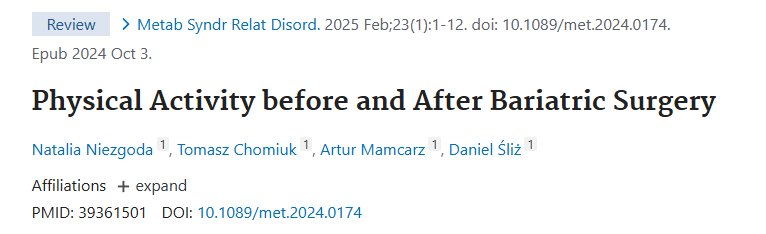 Review > Metab Syndr Relat Disord. 2025 Feb;23(1):1-12. doi: 10.1089/met.2024.0174.
Epub 2024 Oct 3.
Physical Activity before and After Bariatric Surgery
Natalia Niezgoda 1, Tomasz Chomiuk 1, Artur Mamcarz 1, Daniel Śliż 1
Affiliations + expand
PMID: 39361501 DOI: 10.1089/met.2024.0174